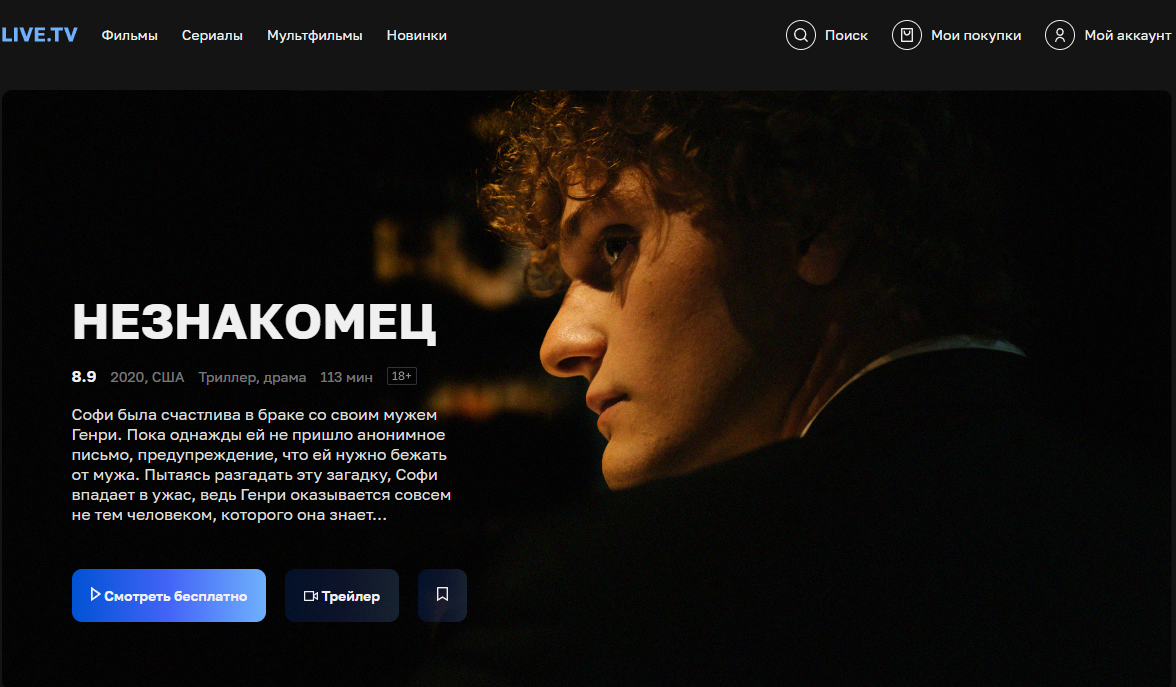 LIVE.TV Фильмы Сериалы Мультфильмы Новинки Поиск Мои покупки Мой аккаунт
НЕЗНАКОМЕЦ
8.9 2020, США Триллер, драма 113 мин 18+
Софи была счастлива в браке со своим мужем
Генри. Пока однажды ей не пришло анонимное
письмо, предупреждение, что ей нужно бежать
от мужа. Пытаясь разгадать эту загадку, Софи
впадает в ужас, ведь Генри оказывается совсем
не тем человеком, которого она знает...
Смотреть бесплатно Трейлер